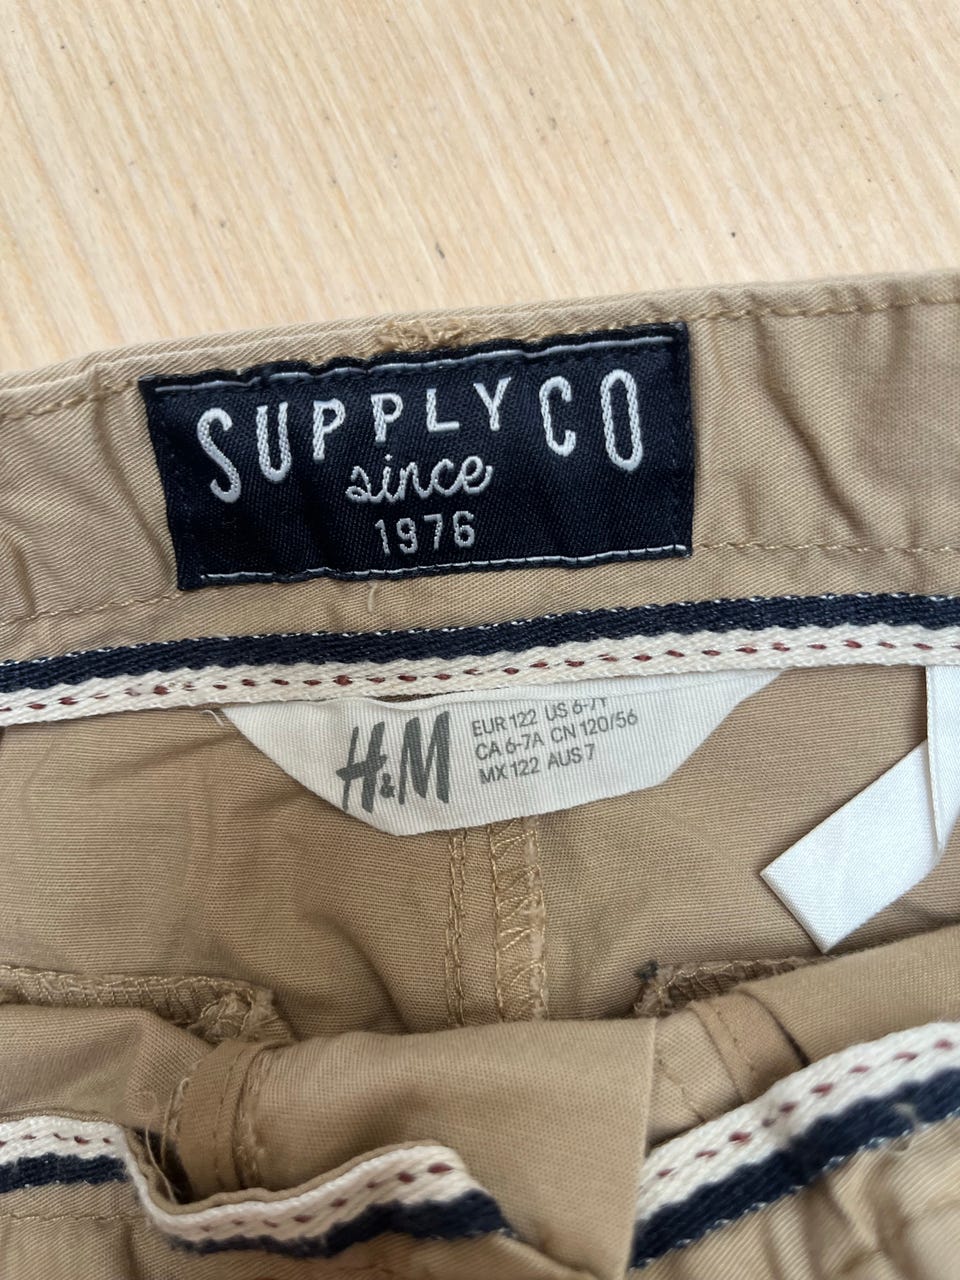 SUPPLY CO
since
1976
H&M
EUR 122 US 6-7Y
CA 6-7A CN 120/56
MX 122 AUS 7